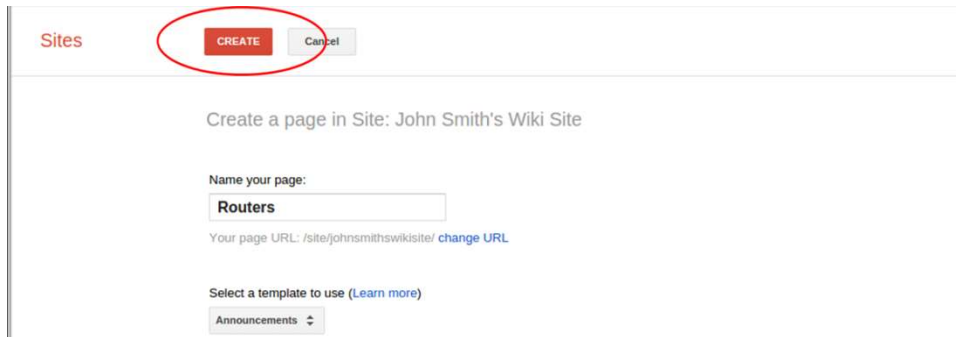 Sites CREATE Cancel
Create a page in Site: John Smith's Wiki Site
Name your page:
Routers
Your page URL: /site/johnsmithswikisite/ change URL
Select a template to use (Learn more)
Announcements